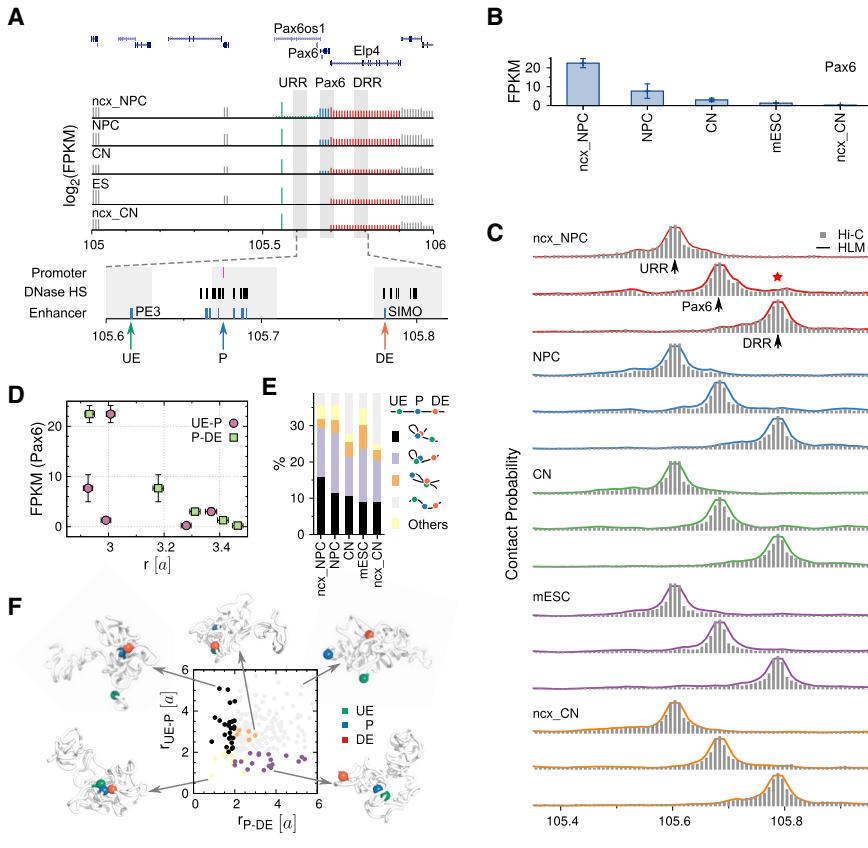 A
Pax6os1
Pax6
Elp4
URR Pax6 DRR
ncx_NPC
NPC
CN
ES
ncx_CN
log2(FPKM)
105 105.5 106
Promoter
DNase HS
Enhancer
PE3
SIMO
105.6 105.7 105.8
UE P DE
B
FPKM
20
10
0
Pax6
ncx_NPC
NPC
CN
mESC
ncx_CN
C
Contact Probability
Hi-C
HLM
ncx_NPC
URR
Pax6
DRR
NPC
CN
mESC
ncx_CN
105.4 105.6 105.8
D
FPKM (Pax6)
20
10
0
UE-P
P-DE
3 3.2 3.4
r [a]
E
%
30
20
10
0
ncx_NPC
NPC
CN
mESC
ncx_CN
UE P DE
Others
F
rUE-P [a]
6
4
2
0
0 2 4 6
rP-DE [a]
UE
P
DE